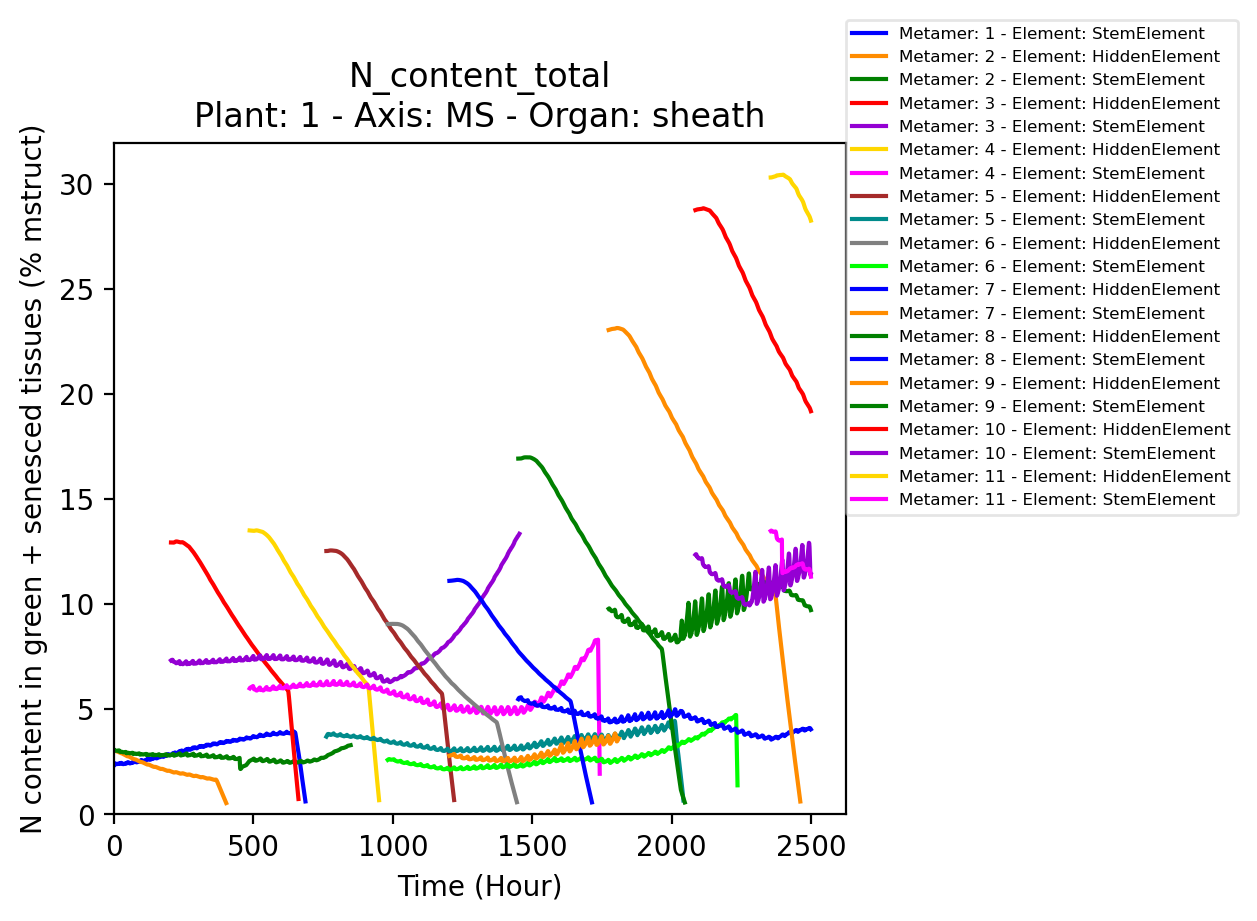 N_content_total
Plant: 1 - Axis: MS - Organ: sheath
N content in green + senesced tissues (% mstruct)
30
25
20
15
10
5
0
0 500 1000 1500 2000 2500
Time (Hour)
Metamer: 1 - Element: StemElement
Metamer: 2 - Element: HiddenElement
Metamer: 2 - Element: StemElement
Metamer: 3 - Element: HiddenElement
Metamer: 3 - Element: StemElement
Metamer: 4 - Element: HiddenElement
Metamer: 4 - Element: StemElement
Metamer: 5 - Element: HiddenElement
Metamer: 5 - Element: StemElement
Metamer: 6 - Element: HiddenElement
Metamer: 6 - Element: StemElement
Metamer: 7 - Element: HiddenElement
Metamer: 7 - Element: StemElement
Metamer: 8 - Element: HiddenElement
Metamer: 8 - Element: StemElement
Metamer: 9 - Element: HiddenElement
Metamer: 9 - Element: StemElement
Metamer: 10 - Element: HiddenElement
Metamer: 10 - Element: StemElement
Metamer: 11 - Element: HiddenElement
Metamer: 11 - Element: StemElement